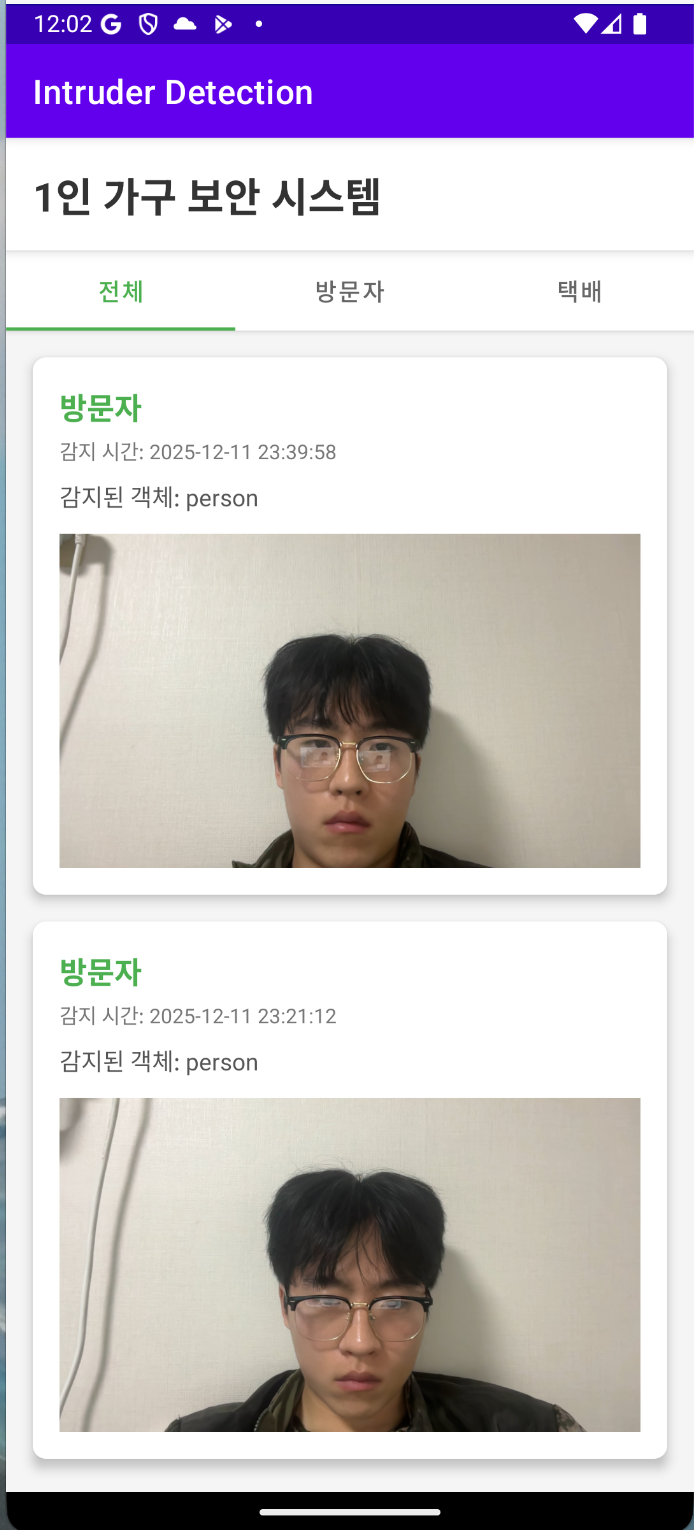 12:02
Intruder Detection
1인 가구 보안 시스템
전체 방문자 택배
방문자
감지 시간: 2025-12-11 23:39:58
감지된 객체: person
방문자
감지 시간: 2025-12-11 23:21:12
감지된 객체: person